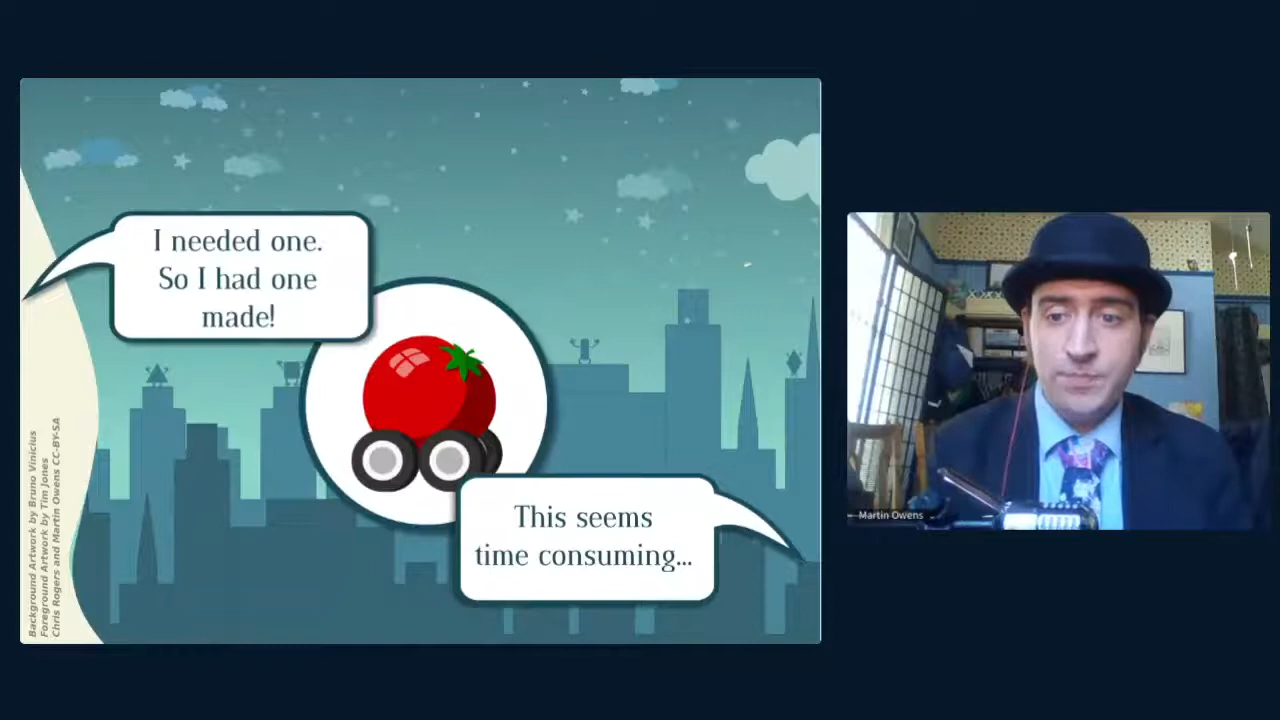 I needed one.
So I had one
made!
This seems
time consuming...
Background Artwork by Bruno Vinicius
Foreground Artwork by Tim Jones
Chris Rogers and Martin Owens CC-BY-SA
Martin Owens